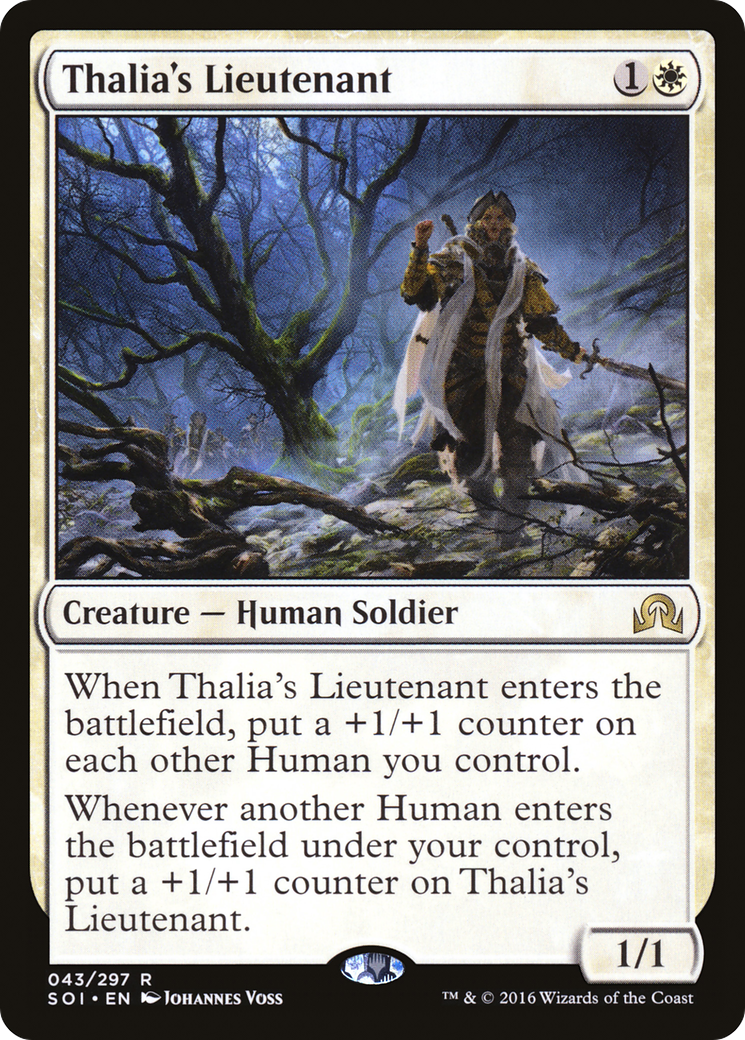 Thalia's Lieutenant 1
Creature — Human Soldier
When Thalia's Lieutenant enters the
battlefield, put a +1/+1 counter on
each other Human you control.
Whenever another Human enters
the battlefield under your control,
put a +1/+1 counter on Thalia's
Lieutenant.
1/1
043/297 R
SOI • EN Johannes Voss
™ & © 2016 Wizards of the Coast